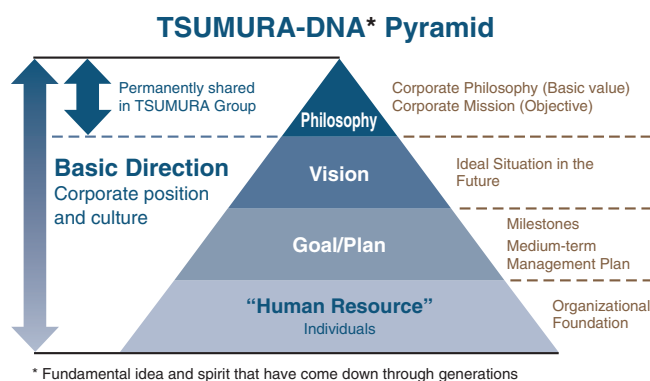 TSUMURA-DNA* Pyramid
Permanently shared
in TSUMURA Group
Basic Direction
Corporate position
and culture
Philosophy
Vision
Goal/Plan
“Human Resource”
Individuals
Corporate Philosophy (Basic value)
Corporate Mission (Objective)
Ideal Situation in the
Future
Milestones
Medium-term
Management Plan
Organizational
Foundation
* Fundamental idea and spirit that have come down through generations